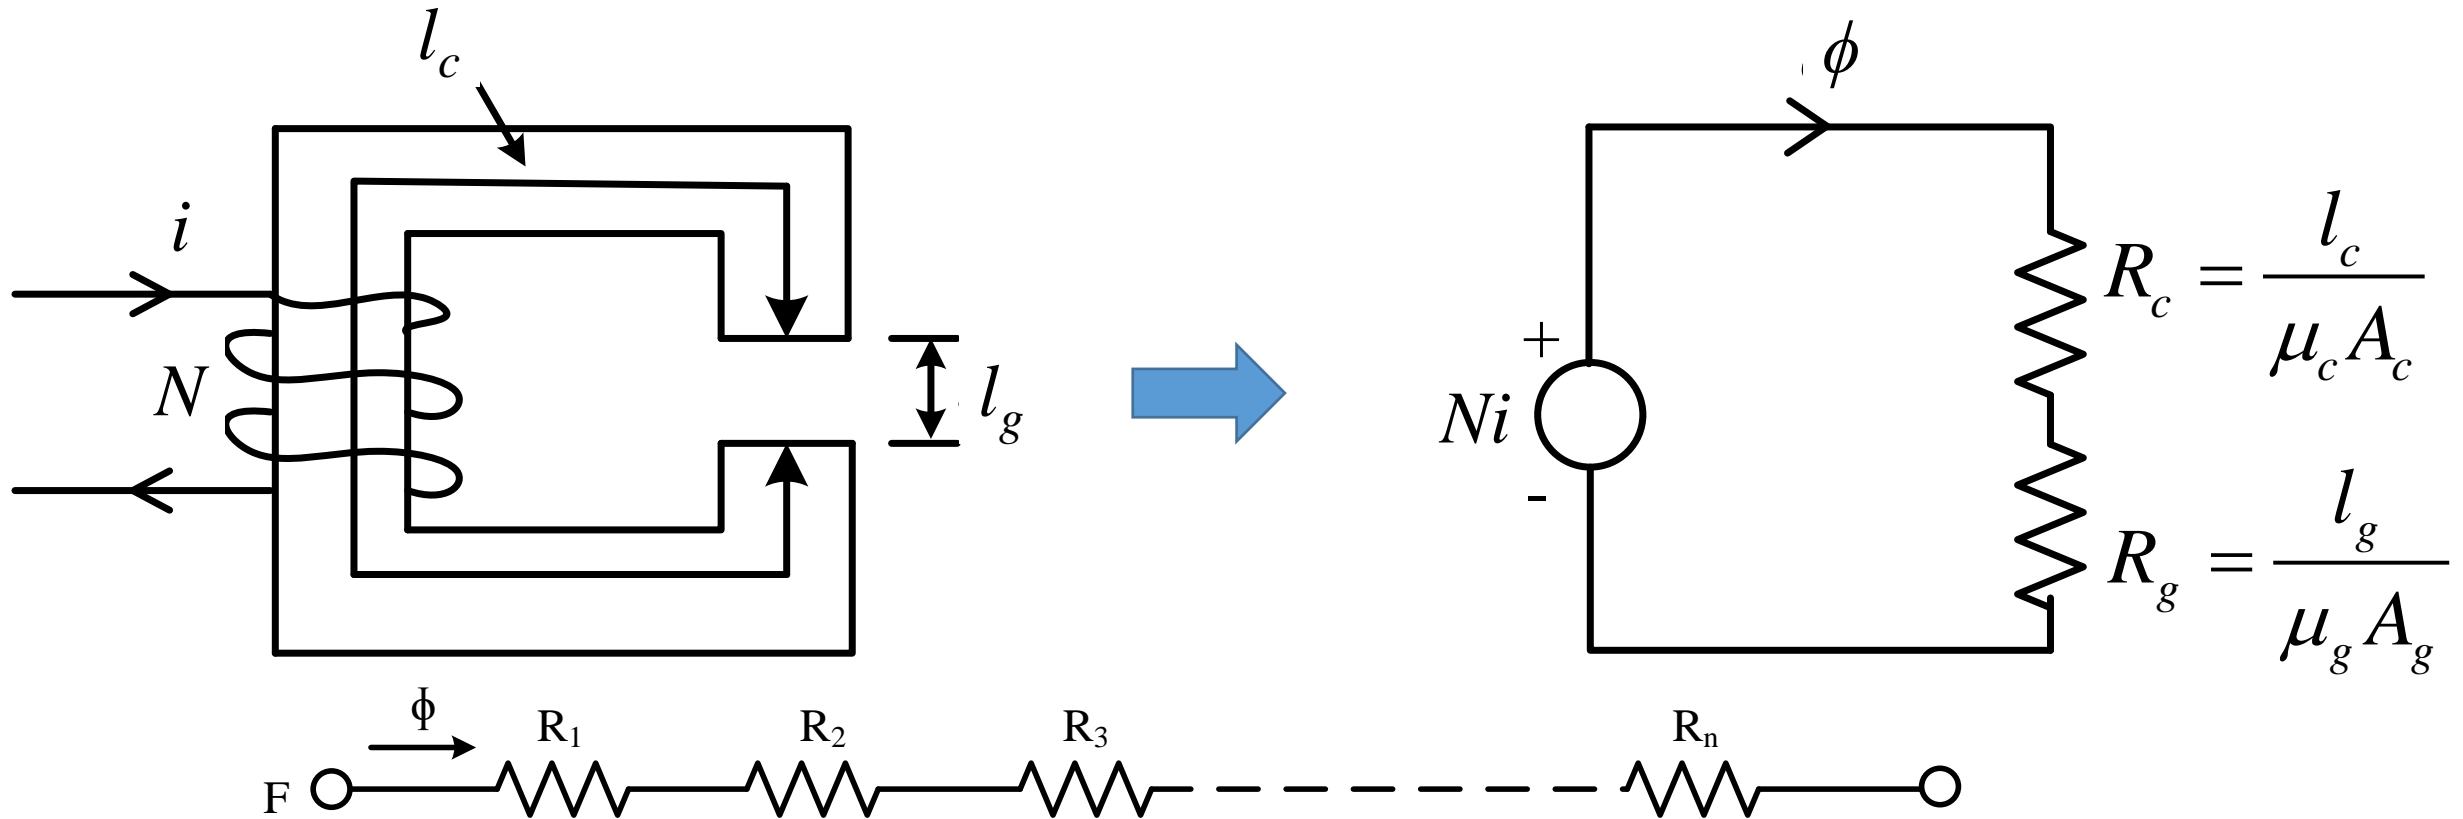 l_c
i
N
l_g
ϕ
+
Ni
-
R_c = l_c / μ_c A_c
R_g = l_g / μ_g A_g
ϕ
R₁ R₂ R₃ Rₙ
F